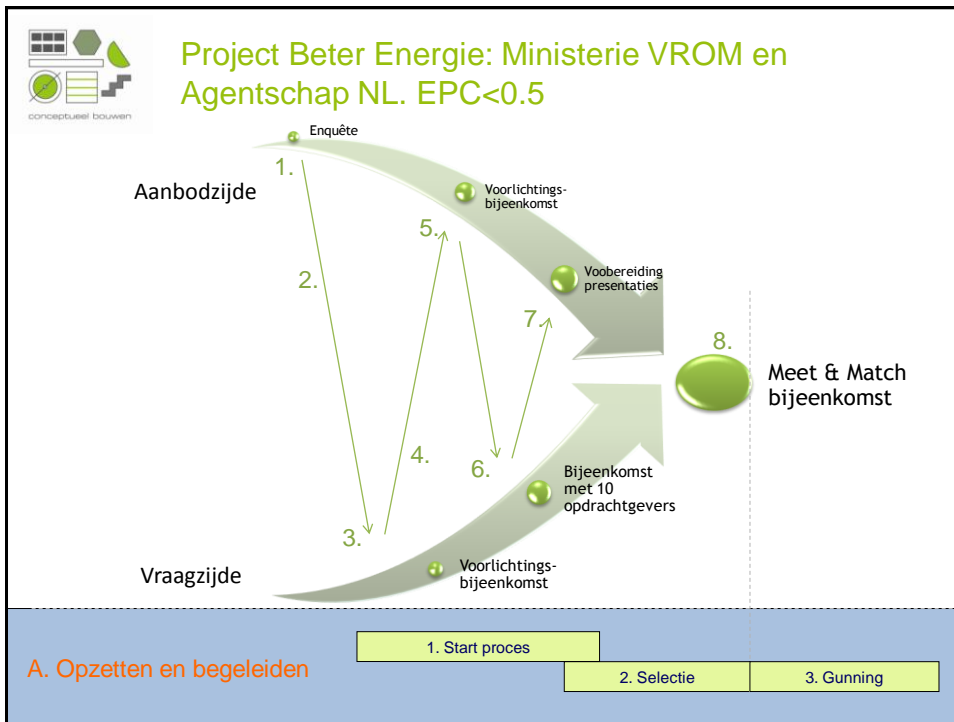 conceptueel bouwen
Project Beter Energie: Ministerie VROM en
Agentschap NL. EPC<0.5
Enquête
1.
Aanbodzijde
Voorlichtings-
bijeenkomst
5.
2.
Voobereiding
presentaties
7.
8.
Meet & Match
bijeenkomst
4.
6.
Bijeenkomst
met 10
opdrachtgevers
3.
Vraagzijde
Voorlichtings-
bijeenkomst
A. Opzetten en begeleiden
1. Start proces
2. Selectie
3. Gunning